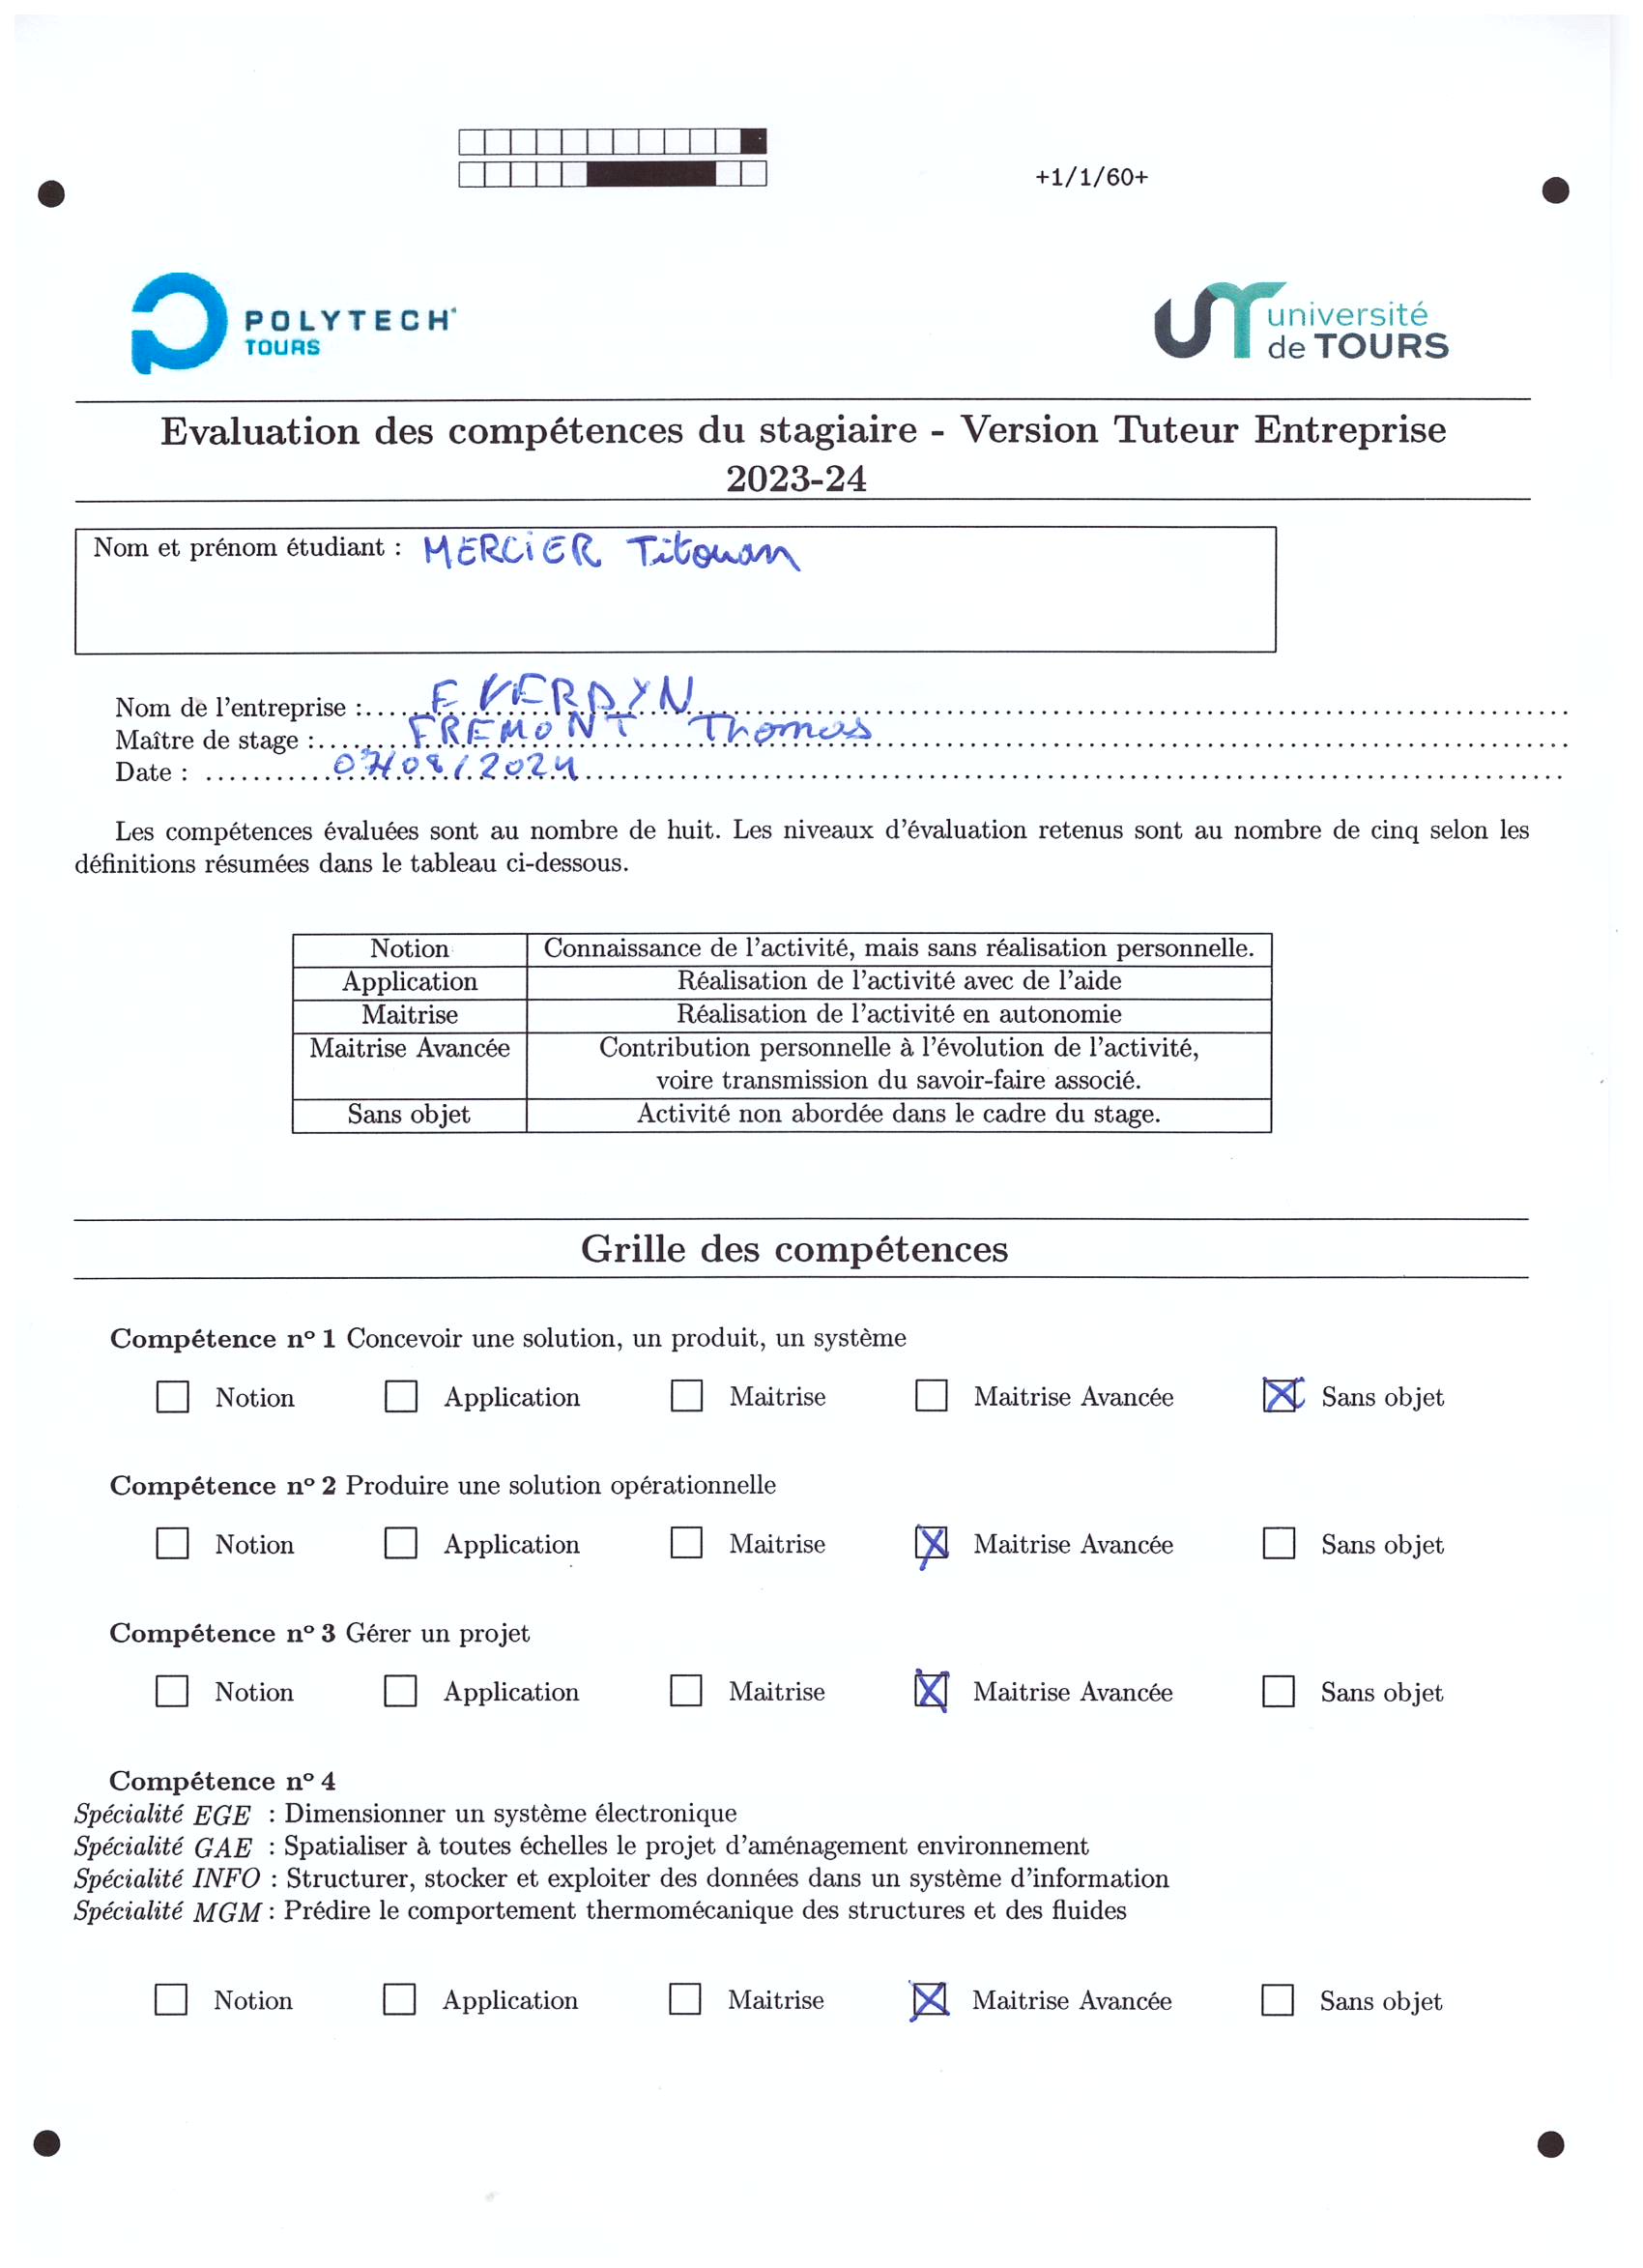 +1/1/60+
POLYTECH
TOURS
université
de TOURS
Evaluation des compétences du stagiaire - Version Tuteur Entreprise
2023-24
Nom et prénom étudiant : MERCIER Titouan
Nom de l'entreprise : EVERDYN
Maître de stage : FREMONT Thomas
Date : 07/08/2024
Les compétences évaluées sont au nombre de huit. Les niveaux d'évaluation retenus sont au nombre de cinq selon les
définitions résumées dans le tableau ci-dessous.
Notion Connaissance de l'activité, mais sans réalisation personnelle.
Application Réalisation de l'activité avec de l'aide
Maitrise Réalisation de l'activité en autonomie
Maitrise Avancée Contribution personnelle à l'évolution de l'activité,
voire transmission du savoir-faire associé.
Sans objet Activité non abordée dans le cadre du stage.
Grille des compétences
Compétence nº 1 Concevoir une solution, un produit, un système
Notion Application Maitrise Maitrise Avancée Sans objet
Compétence nº 2 Produire une solution opérationnelle
Notion Application Maitrise Maitrise Avancée Sans objet
Compétence nº 3 Gérer un projet
Notion Application Maitrise Maitrise Avancée Sans objet
Compétence nº 4
Spécialité EGE : Dimensionner un système électronique
Spécialité GAE : Spatialiser à toutes échelles le projet d'aménagement environnement
Spécialité INFO : Structurer, stocker et exploiter des données dans un système d'information
Spécialité MGM : Prédire le comportement thermomécanique des structures et des fluides
Notion Application Maitrise Maitrise Avancée Sans objet